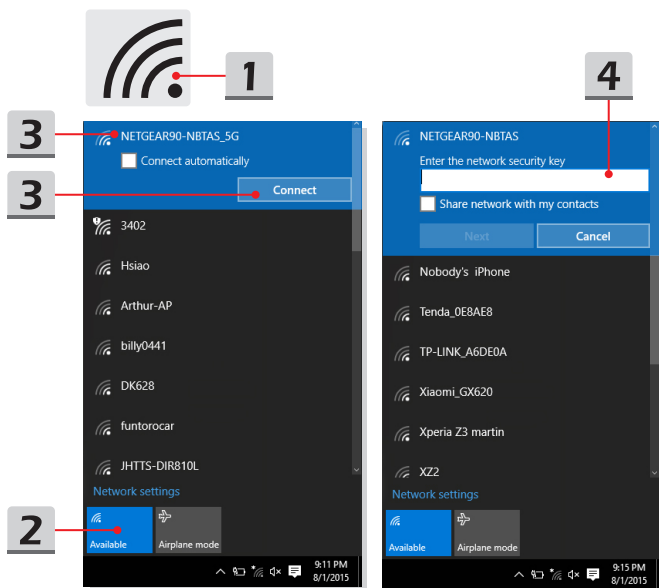 1
4
3
NETGEAR90-NBTAS_5G
Connect automatically
3
Connect
3402
Hsiao
Arthur-AP
billy0441
DK628
funtorocar
JHTTS-DIR810L
Network settings
2
Available
Airplane mode
9:11 PM
8/1/2015
NETGEAR90-NBTAS
Enter the network security key
Share network with my contacts
Next
Cancel
Nobody's iPhone
Tenda_0E8AE8
TP-LINK_A6DE0A
Xiaomi_GX620
Xperia Z3 martin
XZ2
Network settings
Available
Airplane mode
9:15 PM
8/1/2015